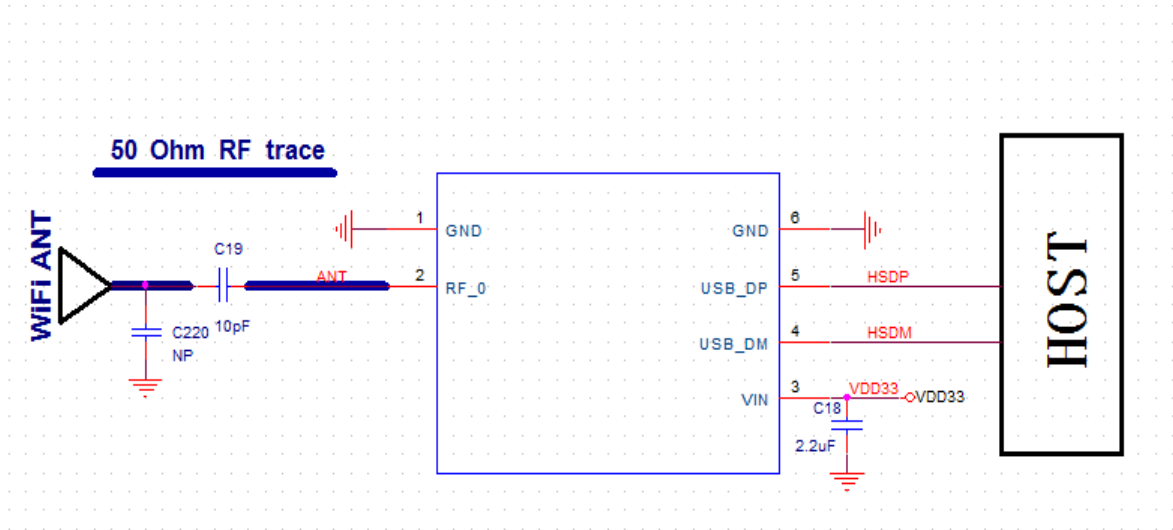 50 Ohm RF trace
WiFi ANT
C19
10pF
C220
NP
ANT
1
GND
2
RF_0
6
GND
5
USB_DP
HSDP
4
USB_DM
HSDM
3
VIN
VDD33
VDD33
C18
2.2uF
HOST